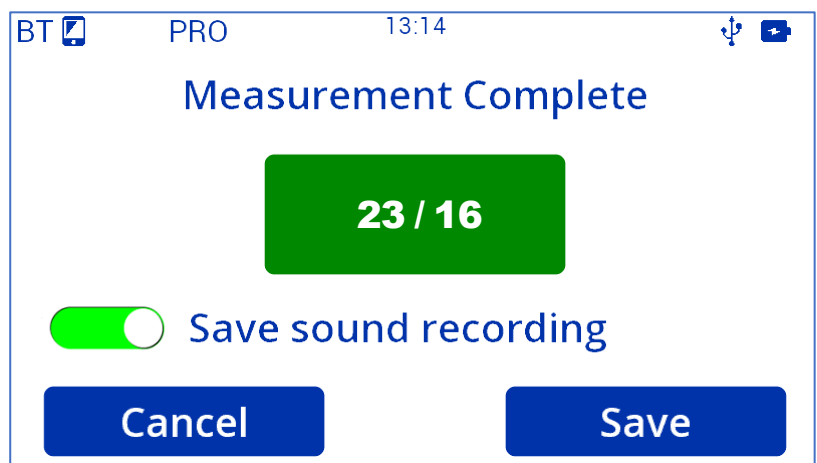 BT PRO 13:14
Measurement Complete
23 / 16
Save sound recording
Cancel Save